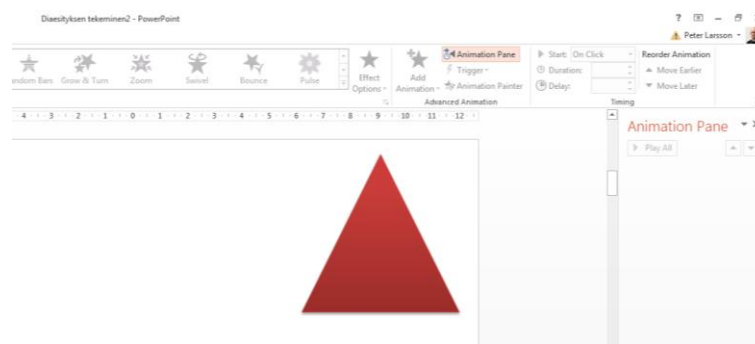 Diaesityksen tekeminen2 - PowerPoint
?
Peter Larsson
Animation Pane
Start: On Click
Reorder Animation
Trigger
Duration:
Move Earlier
ndom Bars Grow & Turn Zoom Swivel Bounce Pulse
Effect Options
Add Animation
Animation Painter
Delay:
Move Later
Advanced Animation
Timing
4 3 2 1 0 1 2 3 4 5 6 7 8 9 10 11 12
Animation Pane
Play All